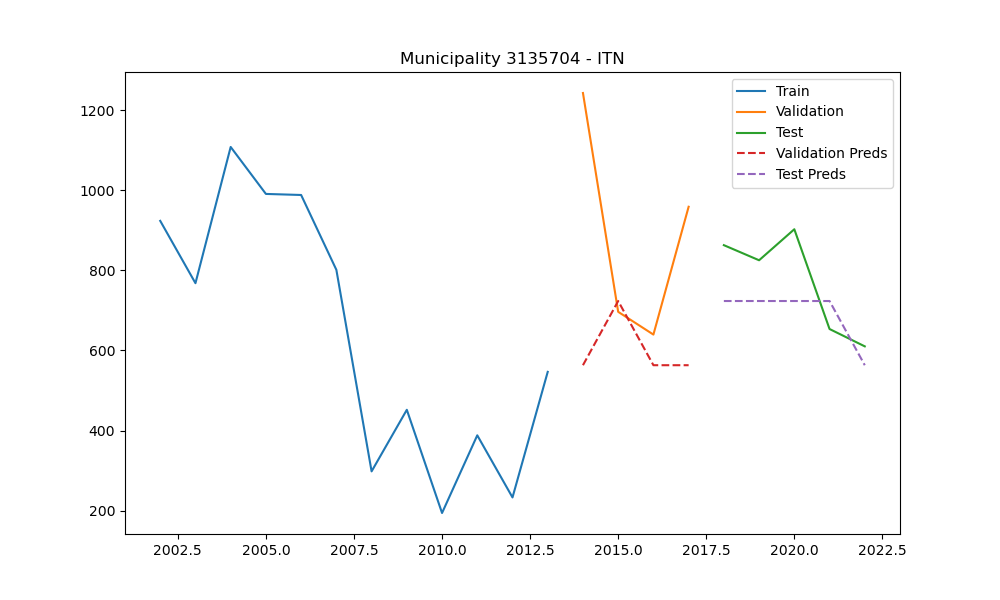 Municipality 3135704 - ITN
Train
Validation
Test
Validation Preds
Test Preds
1200
1000
800
600
400
200
2002.5 2005.0 2007.5 2010.0 2012.5 2015.0 2017.5 2020.0 2022.5